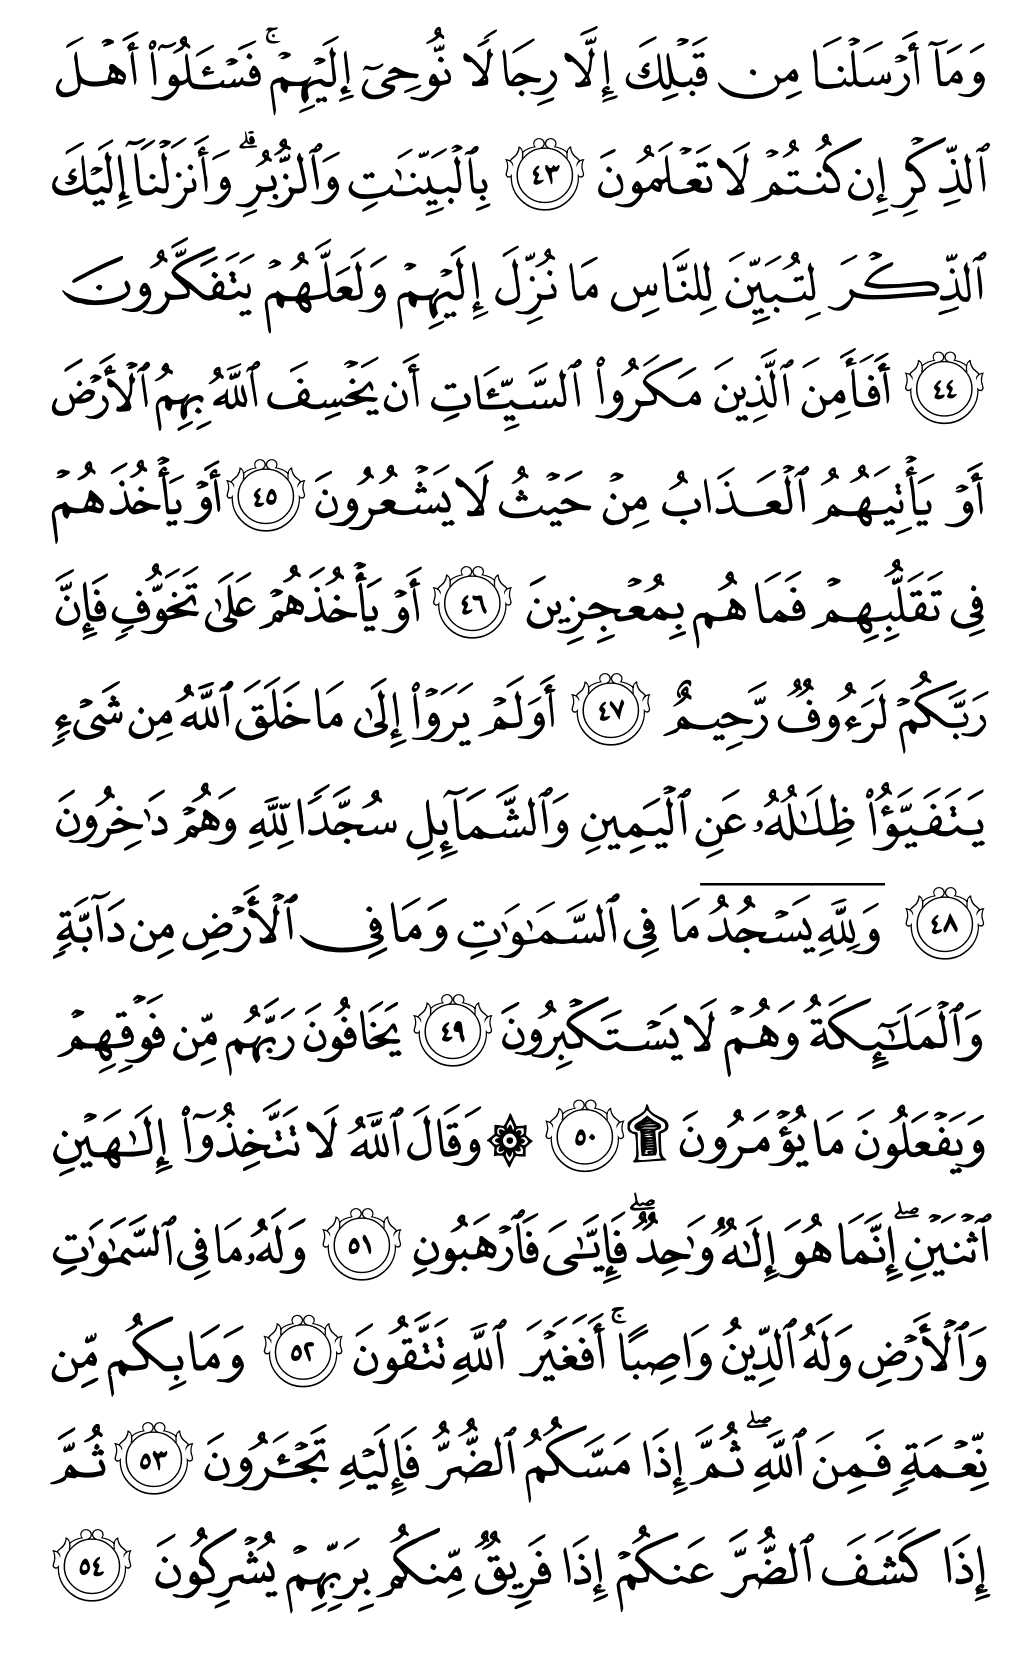 وَمَآ أَرۡسَلۡنَا مِن قَبۡلِكَ إِلَّا رِجَالٗا نُّوحِيٓ إِلَيۡهِمۡۚ فَسۡـَٔلُوٓاْ أَهۡلَ
ٱلذِّكۡرِ إِن كُنتُمۡ لَا تَعۡلَمُونَ ٤٣ بِٱلۡبَيِّنَٰتِ وَٱلزُّبُرِۗ وَأَنزَلۡنَآ إِلَيۡكَ
ٱلذِّكۡرَ لِتُبَيِّنَ لِلنَّاسِ مَا نُزِّلَ إِلَيۡهِمۡ وَلَعَلَّهُمۡ يَتَفَكَّرُونَ
٤٤ أَفَأَمِنَ ٱلَّذِينَ مَكَرُواْ ٱلسَّيِّـَٔاتِ أَن يَخۡسِفَ ٱللَّهُ بِهِمُ ٱلۡأَرۡضَ
أَوۡ يَأۡتِيَهُمُ ٱلۡعَذَابُ مِنۡ حَيۡثُ لَا يَشۡعُرُونَ ٤٥ أَوۡ يَأۡخُذَهُمۡ
فِي تَقَلُّبِهِمۡ فَمَا هُم بِمُعۡجِزِينَ ٤٦ أَوۡ يَأۡخُذَهُمۡ عَلَىٰ تَخَوُّفٖ فَإِنَّ
رَبَّكُمۡ لَرَءُوفٞ رَّحِيمٌ ٤٧ أَوَلَمۡ يَرَوۡاْ إِلَىٰ مَا خَلَقَ ٱللَّهُ مِن شَيۡءٖ
يَتَفَيَّؤُاْ ظِلَٰلُهُۥ عَنِ ٱلۡيَمِينِ وَٱلشَّمَآئِلِ سُجَّدٗا لِّلَّهِ وَهُمۡ دَٰخِرُونَ
٤٨ وَلِلَّهِ يَسۡجُدُۤ مَا فِي ٱلسَّمَٰوَٰتِ وَمَا فِي ٱلۡأَرۡضِ مِن دَآبَّةٖ
وَٱلۡمَلَٰٓئِكَةُ وَهُمۡ لَا يَسۡتَكۡبِرُونَ ٤٩ يَخَافُونَ رَبَّهُم مِّن فَوۡقِهِمۡ
وَيَفۡعَلُونَ مَا يُؤۡمَرُونَ ۩ ٥٠ ۞ وَقَالَ ٱللَّهُ لَا تَتَّخِذُوٓاْ إِلَٰهَيۡنِ
ٱثۡنَيۡنِۖ إِنَّمَا هُوَ إِلَٰهٞ وَٰحِدٞۖ فَإِيَّٰيَ فَٱرۡهَبُونِ ٥١ وَلَهُۥ مَا فِي ٱلسَّمَٰوَٰتِ
وَٱلۡأَرۡضِ وَلَهُ ٱلدِّينُ وَاصِبًاۚ أَفَغَيۡرَ ٱللَّهِ تَتَّقُونَ ٥٢ وَمَا بِكُم مِّن
نِّعۡمَةٖ فَمِنَ ٱللَّهِۖ ثُمَّ إِذَا مَسَّكُمُ ٱلضُّرُّ فَإِلَيۡهِ تَجۡـَٔرُونَ ٥٣ ثُمَّ
إِذَا كَشَفَ ٱلضُّرَّ عَنكُمۡ إِذَا فَرِيقٞ مِّنكُم بِرَبِّهِمۡ يُشۡرِكُونَ ٥٤